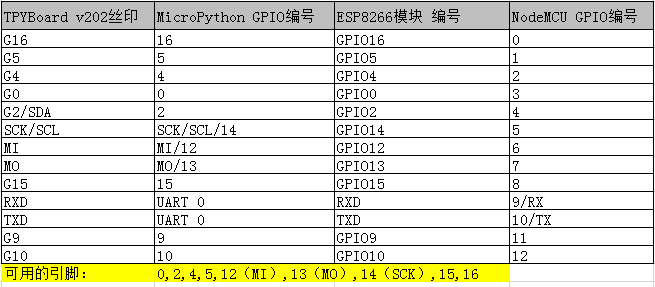 TPYBoard v202丝印 MicroPython GPIO编号 ESP8266模块 编号 NodeMCU GPIO编号
G16 16 GPIO16 0
G5 5 GPIO5 1
G4 4 GPIO4 2
G0 0 GPIO0 3
G2/SDA 2 GPIO2 4
SCK/SCL SCK/SCL/14 GPIO14 5
MI MI/12 GPIO12 6
MO MO/13 GPIO13 7
G15 15 GPIO15 8
RXD UART 0 RXD 9/RX
TXD UART 0 TXD 10/TX
G9 9 GPIO9 11
G10 10 GPIO10 12
可用的引脚： 0,2,4,5,12（MI）,13（MO）,14（SCK）,15,16